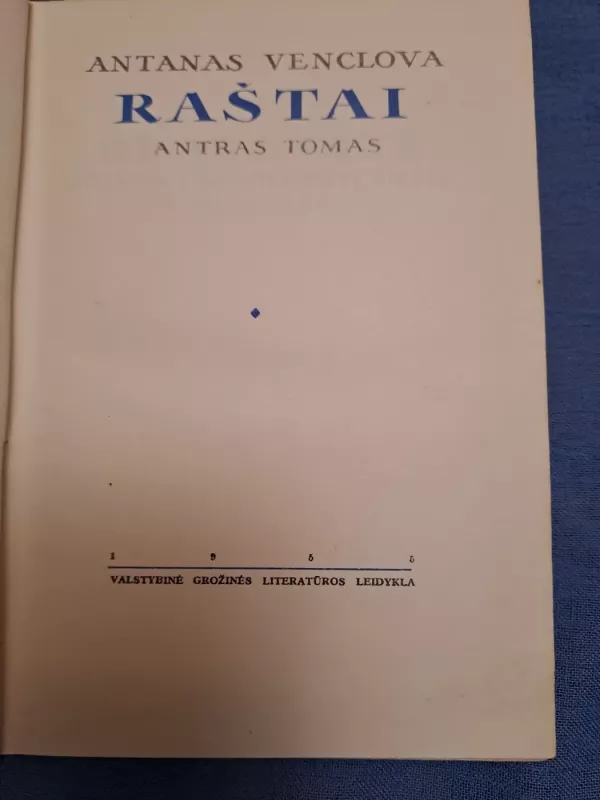 ANTANAS VENCLOVA
RAŠTAI
ANTRAS TOMAS
1 9 5 5
VALSTYBINĖ GROŽINĖS LITERATŪROS LEIDYKLA